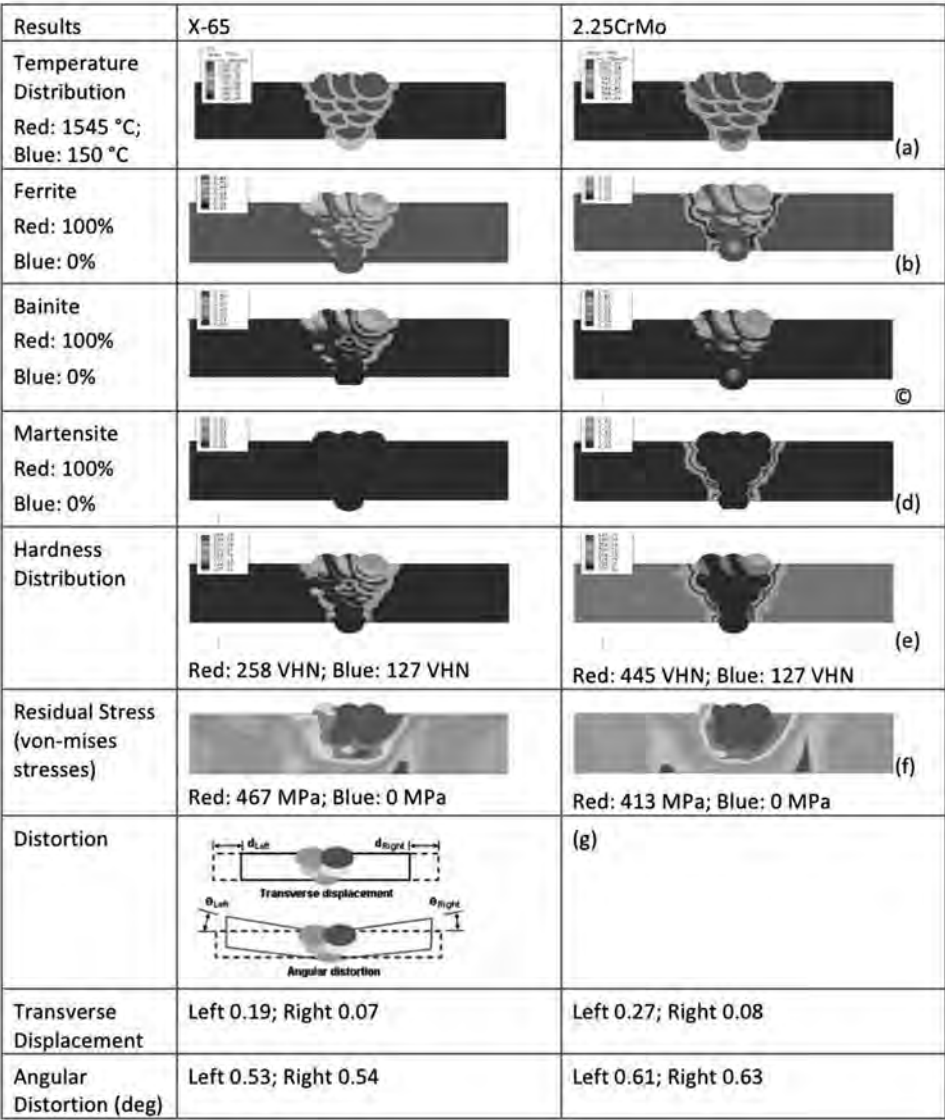 Results X-65 2.25CrMo
Temperature
Distribution
Red: 1545 °C;
Blue: 150 °C
(a)
Ferrite
Red: 100%
Blue: 0%
(b)
Bainite
Red: 100%
Blue: 0%
©
Martensite
Red: 100%
Blue: 0%
(d)
Hardness
Distribution
(e)
Red: 258 VHN; Blue: 127 VHN
Red: 445 VHN; Blue: 127 VHN
Residual Stress
(von-mises
stresses)
(f)
Red: 467 MPa; Blue: 0 MPa
Red: 413 MPa; Blue: 0 MPa
Distortion
dLeft dRight
Transverse displacement
θLeft θRight
Angular distortion
(g)
Transverse
Displacement
Left 0.19; Right 0.07
Left 0.27; Right 0.08
Angular
Distortion (deg)
Left 0.53; Right 0.54
Left 0.61; Right 0.63